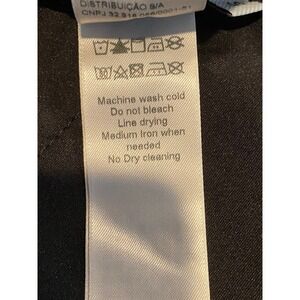 DISTRIBUIÇÃO S/A
Machine wash cold
Do not bleach
Line drying
Medium Iron when
needed
No Dry cleaning